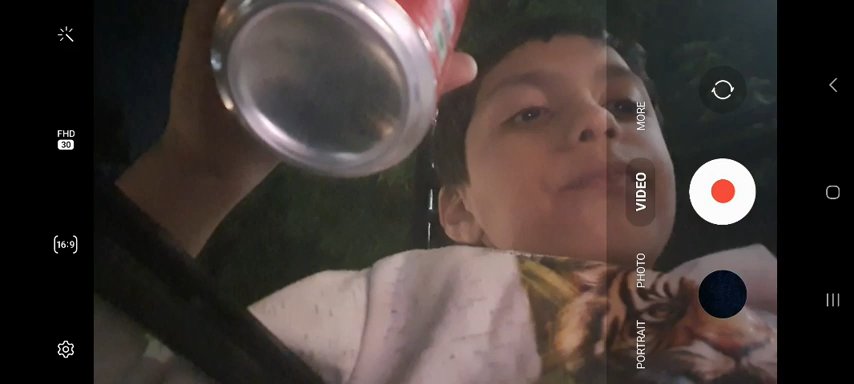 FHD
30
16:9
MORE
VIDEO
PHOTO
PORTRAIT